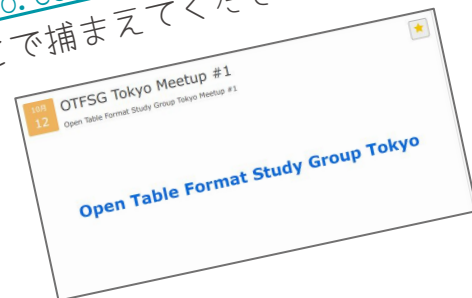 で捕まえてくださ
10月
12
OTFSG Tokyo Meetup #1
Open Table Format Study Group Tokyo Meetup #1
Open Table Format Study Group Tokyo